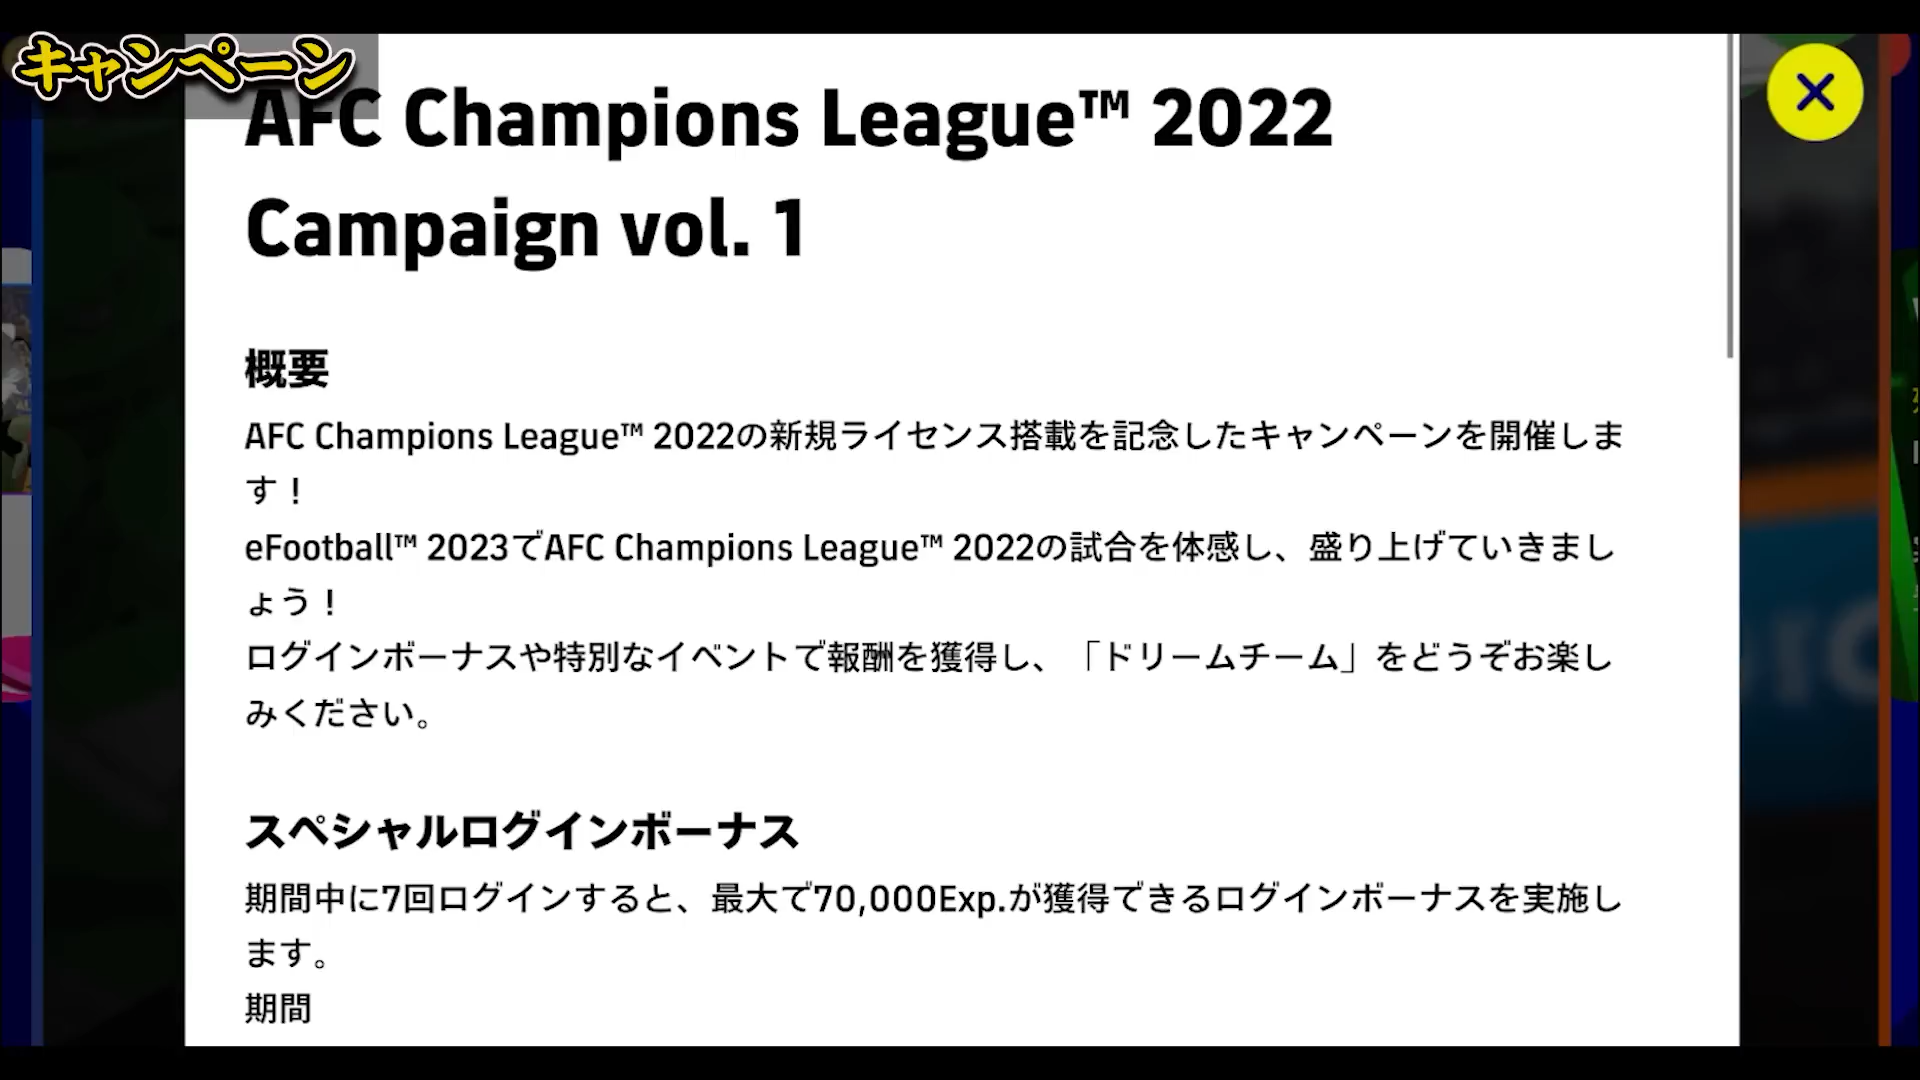 キャンペーン
AFC Champions League™ 2022
Campaign vol. 1
概要
AFC Champions League™ 2022の新規ライセンス搭載を記念したキャンペーンを開催しま
す！
eFootball™ 2023でAFC Champions League™ 2022の試合を体感し、盛り上げていきまし
ょう！
ログインボーナスや特別なイベントで報酬を獲得し、「ドリームチーム」をどうぞお楽し
みください。
スペシャルログインボーナス
期間中に7回ログインすると、最大で70,000Exp.が獲得できるログインボーナスを実施し
ます。
期間